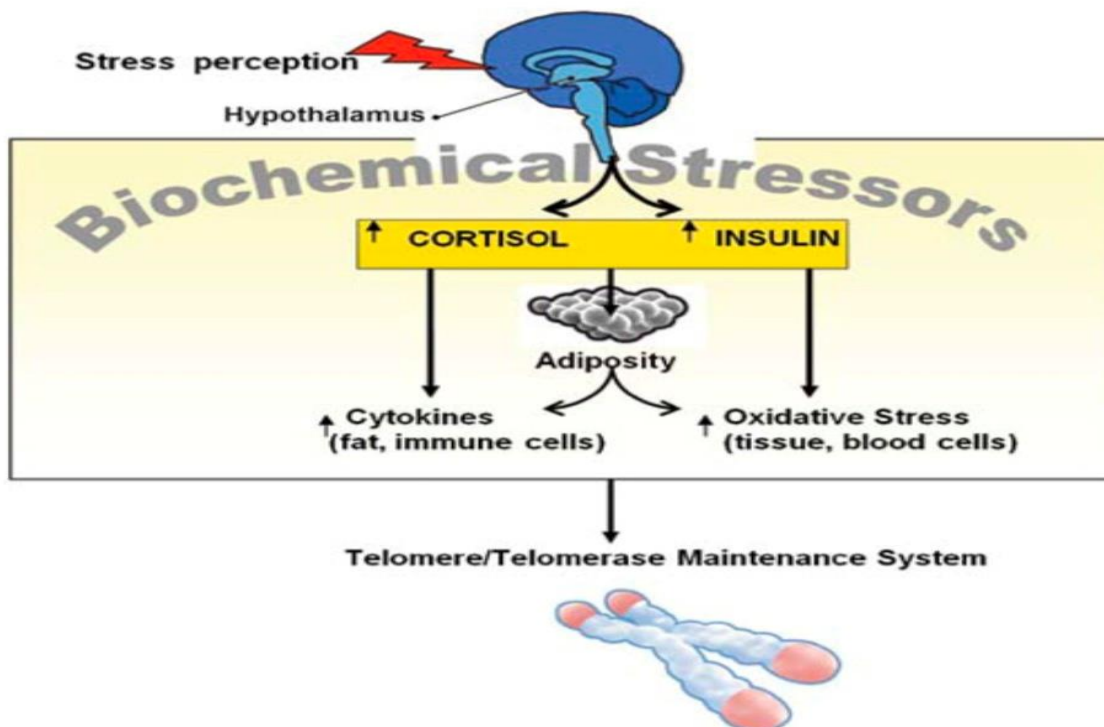 Stress perception
Hypothalamus
Biochemical Stressors
↑ CORTISOL ↑ INSULIN
Adiposity
↑ Cytokines
(fat, immune cells)
↑ Oxidative Stress
(tissue, blood cells)
Telomere/Telomerase Maintenance System